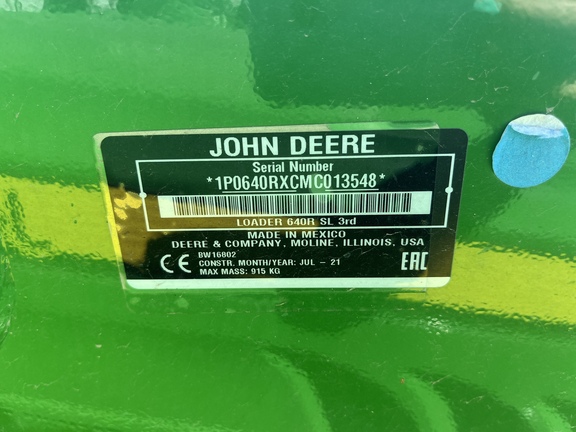 JOHN DEERE
Serial Number
*1P0640RXCMC013548*
LOADER 640R SL 3rd
MADE IN MEXICO
DEERE & COMPANY, MOLINE, ILLINOIS, USA
BW16802
CE CONSTR. MONTH/YEAR: JUL - 21 EAC
MAX MASS: 915 KG